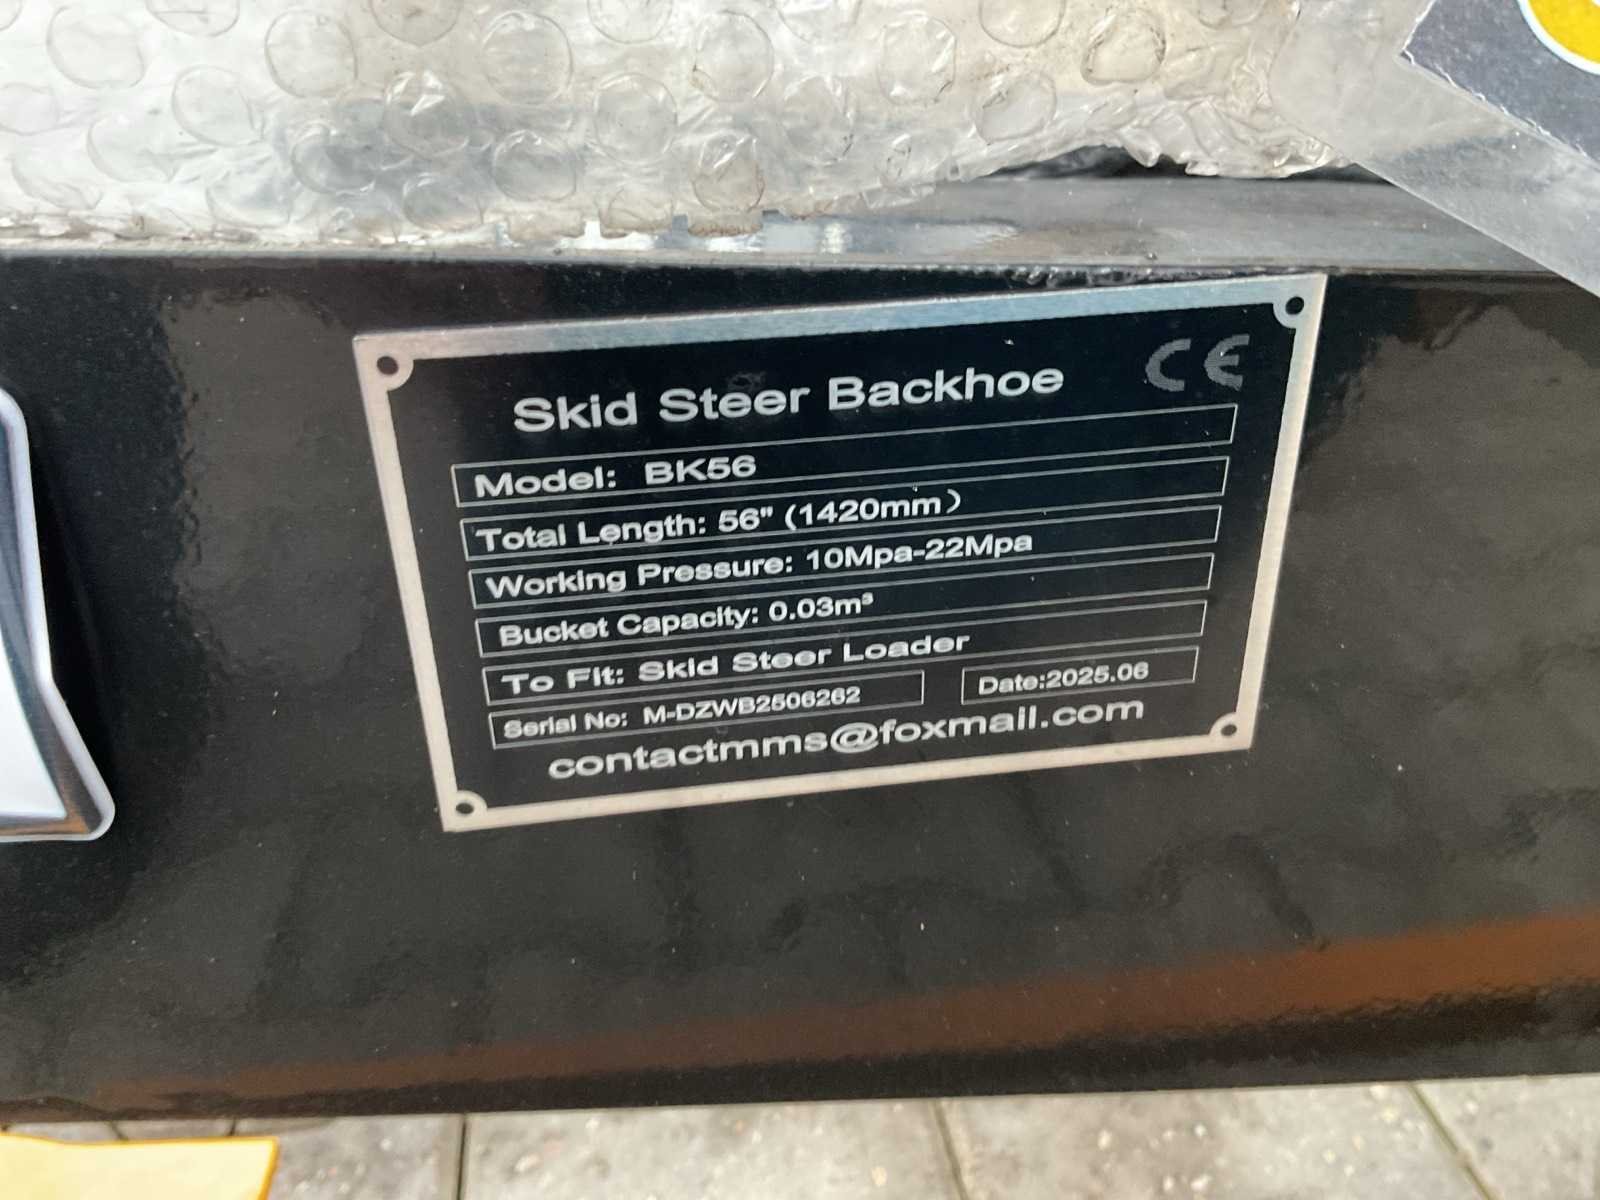 Skid Steer Backhoe CE
Model: BK56
Total Length: 56" (1420mm）
Working Pressure: 10Mpa-22Mpa
Bucket Capacity: 0.03m³
To Fit: Skid Steer Loader
Serial No: M-DZWB2506262 Date:2025.06
contactmms@foxmail.com